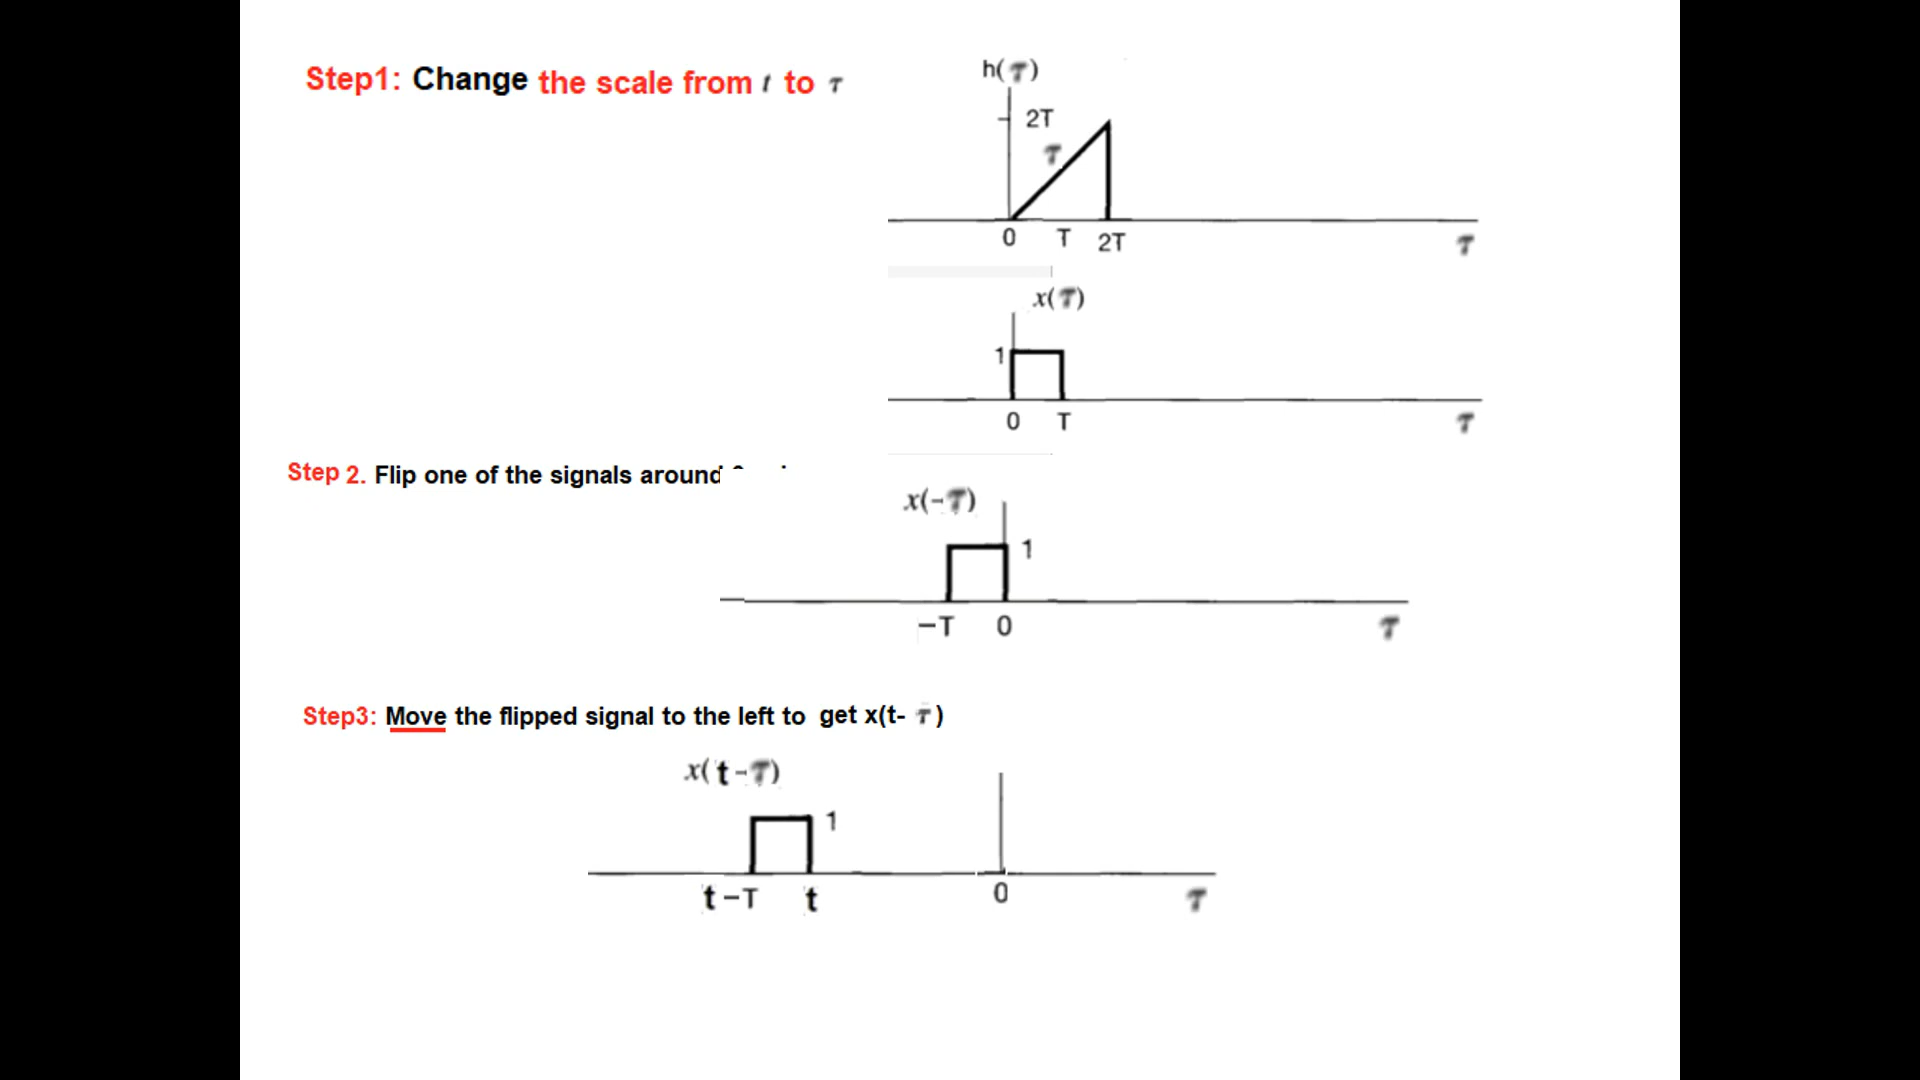 Step1: Change the scale from t to τ
h(τ)
2T
τ
0 T 2T
τ
x(τ)
1
0 T
τ
Step 2. Flip one of the signals around
x(-τ)
1
−T 0
τ
Step3: Move the flipped signal to the left to get x(t- τ)
x(t-τ)
1
t −T t 0
τ